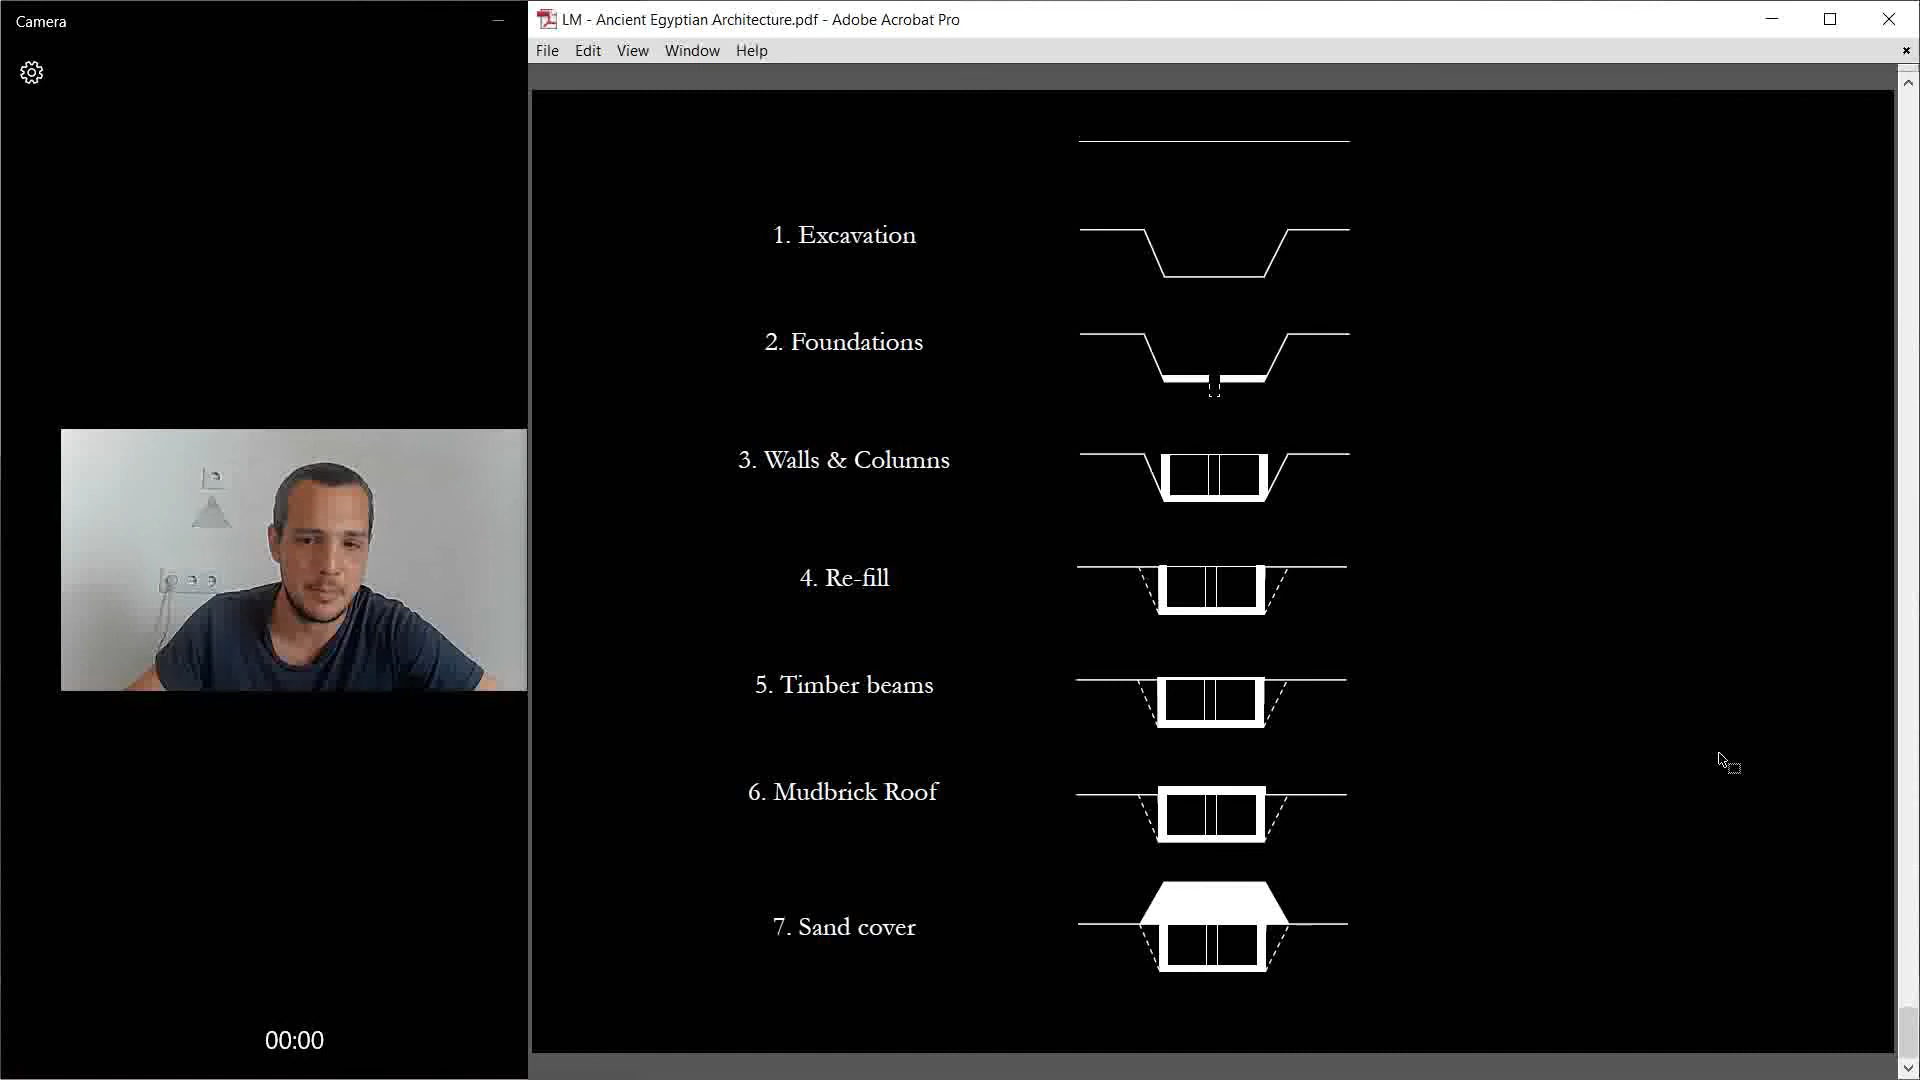 Camera
LM - Ancient Egyptian Architecture.pdf - Adobe Acrobat Pro
File Edit View Window Help
1. Excavation
2. Foundations
3. Walls & Columns
4. Re-fill
5. Timber beams
6. Mudbrick Roof
7. Sand cover
00:00